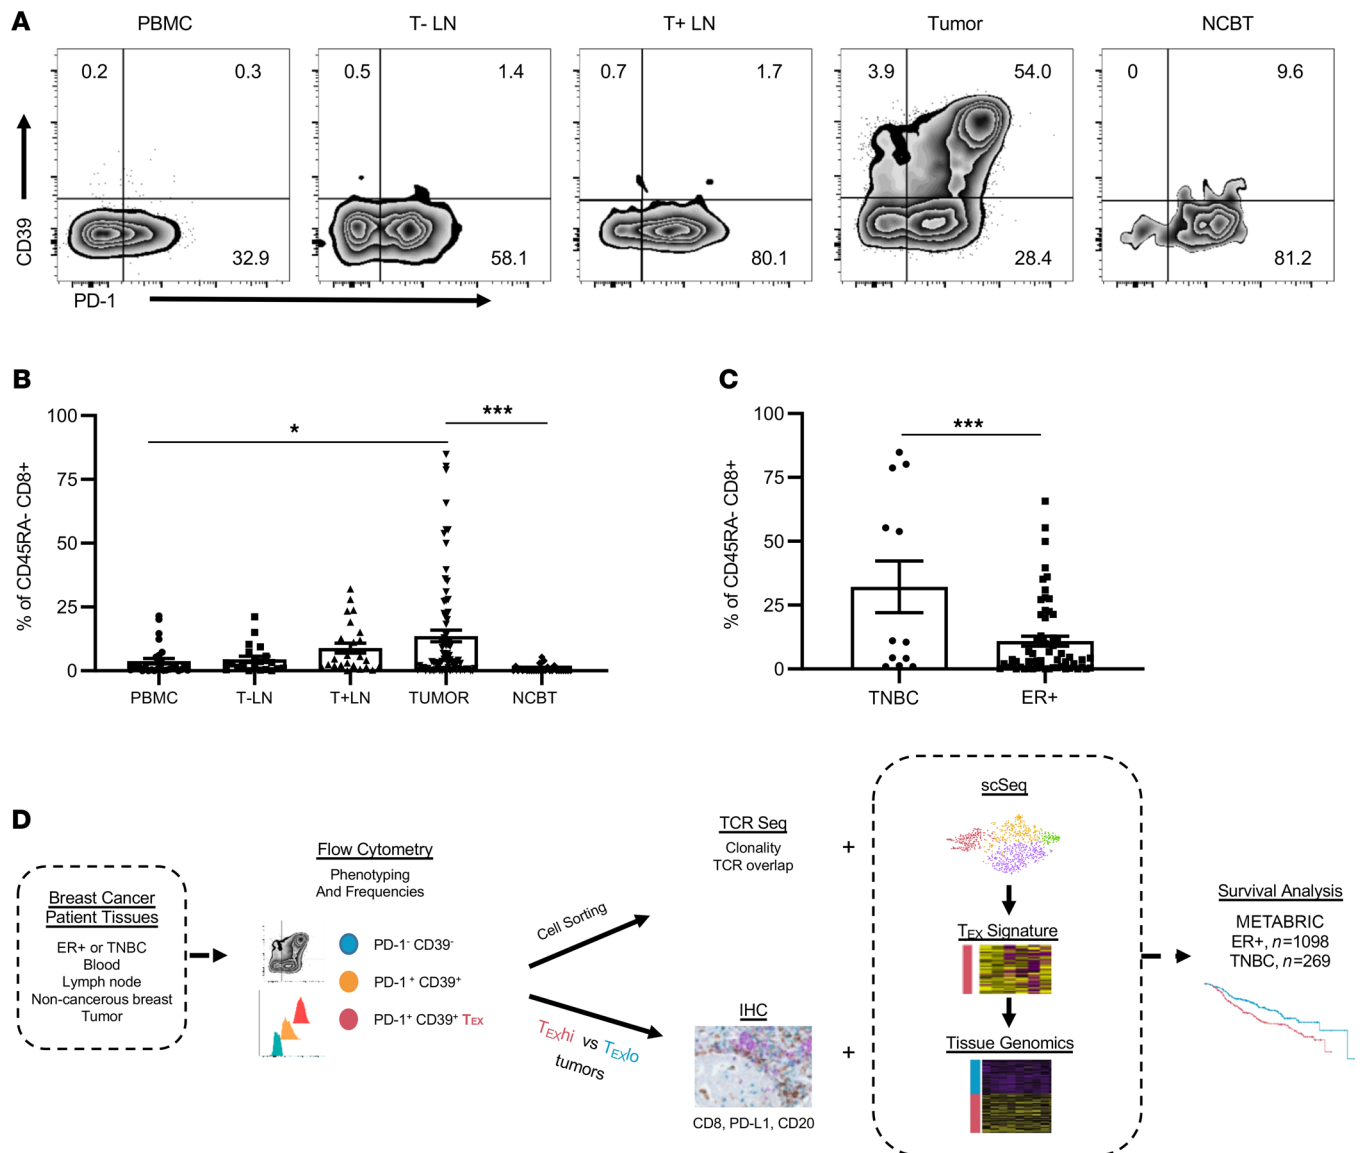 A
PBMC
T- LN
T+ LN
Tumor
NCBT
0.2
0.3
0.5
1.4
0.7
1.7
3.9
54.0
0
9.6
CD39
32.9
58.1
80.1
28.4
81.2
PD-1
B
100
75
50
25
0
% of CD45RA- CD8+
*
***
PBMC
T-LN
T+LN
TUMOR
NCBT
C
100
75
50
25
0
% of CD45RA- CD8+
***
TNBC
ER+
D
Breast Cancer
Patient Tissues
ER+ or TNBC
Blood
Lymph node
Non-cancerous breast
Tumor
Flow Cytometry
Phenotyping
And Frequencies
PD-1⁻ CD39⁻
PD-1⁺ CD39⁺
PD-1⁺ CD39⁺ TEX
Cell Sorting
TEXhi vs TEXlo
tumors
TCR Seq
Clonality
TCR overlap
+
IHC
CD8, PD-L1, CD20
+
scSeq
TEX Signature
Tissue Genomics
Survival Analysis
METABRIC
ER+, n=1098
TNBC, n=269